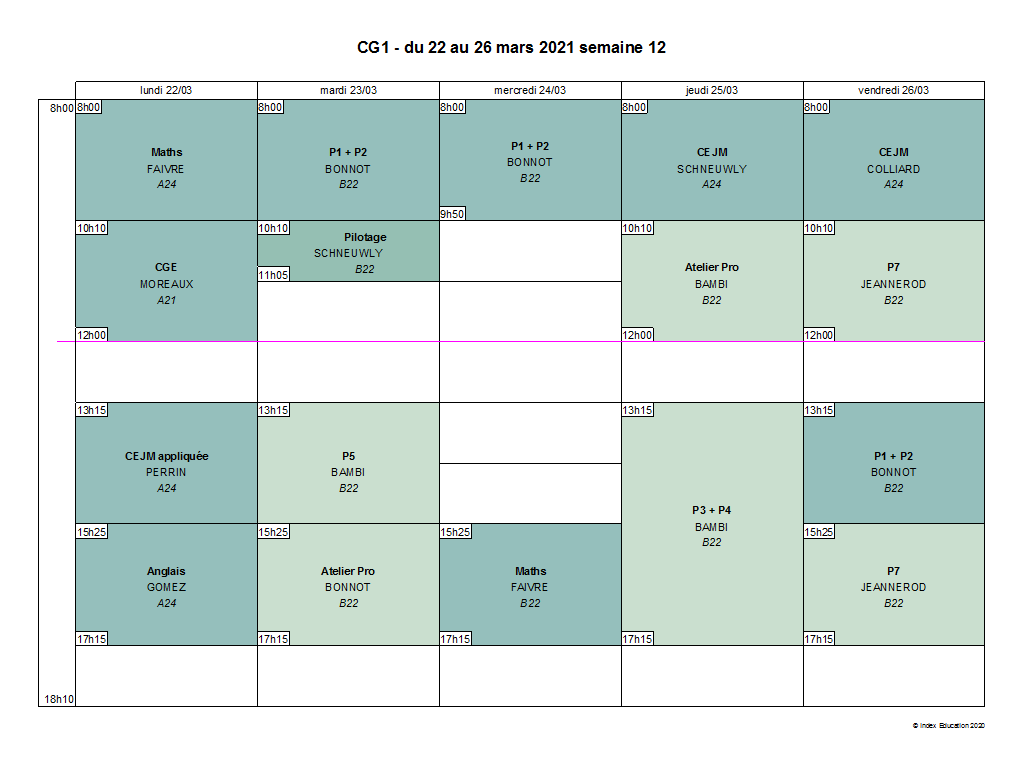 CG1 - du 22 au 26 mars 2021 semaine 12
lundi 22/03 mardi 23/03 mercredi 24/03 jeudi 25/03 vendredi 26/03
8h00 8h00 8h00 8h00 8h00 8h00
Maths P1 + P2 P1 + P2 CEJM CEJM
FAIVRE BONNOT BONNOT SCHNEUWLY COLLIARD
A24 B22 B22 A24 A24
9h50
10h10 10h10 10h10 10h10
Pilotage
SCHNEUWLY
B22
11h05
CGE Atelier Pro P7
MOREAUX BAMBI JEANNEROD
A21 B22 B22
12h00 12h00 12h00
13h15 13h15 13h15 13h15
CEJM appliquée P5 P1 + P2
PERRIN BAMBI BONNOT
A24 B22 B22
P3 + P4
BAMBI
B22
15h25 15h25 15h25 15h25
Anglais Atelier Pro Maths P7
GOMEZ BONNOT FAIVRE JEANNEROD
A24 B22 B22 B22
17h15 17h15 17h15 17h15 17h15
18h10
© Index Education 2020